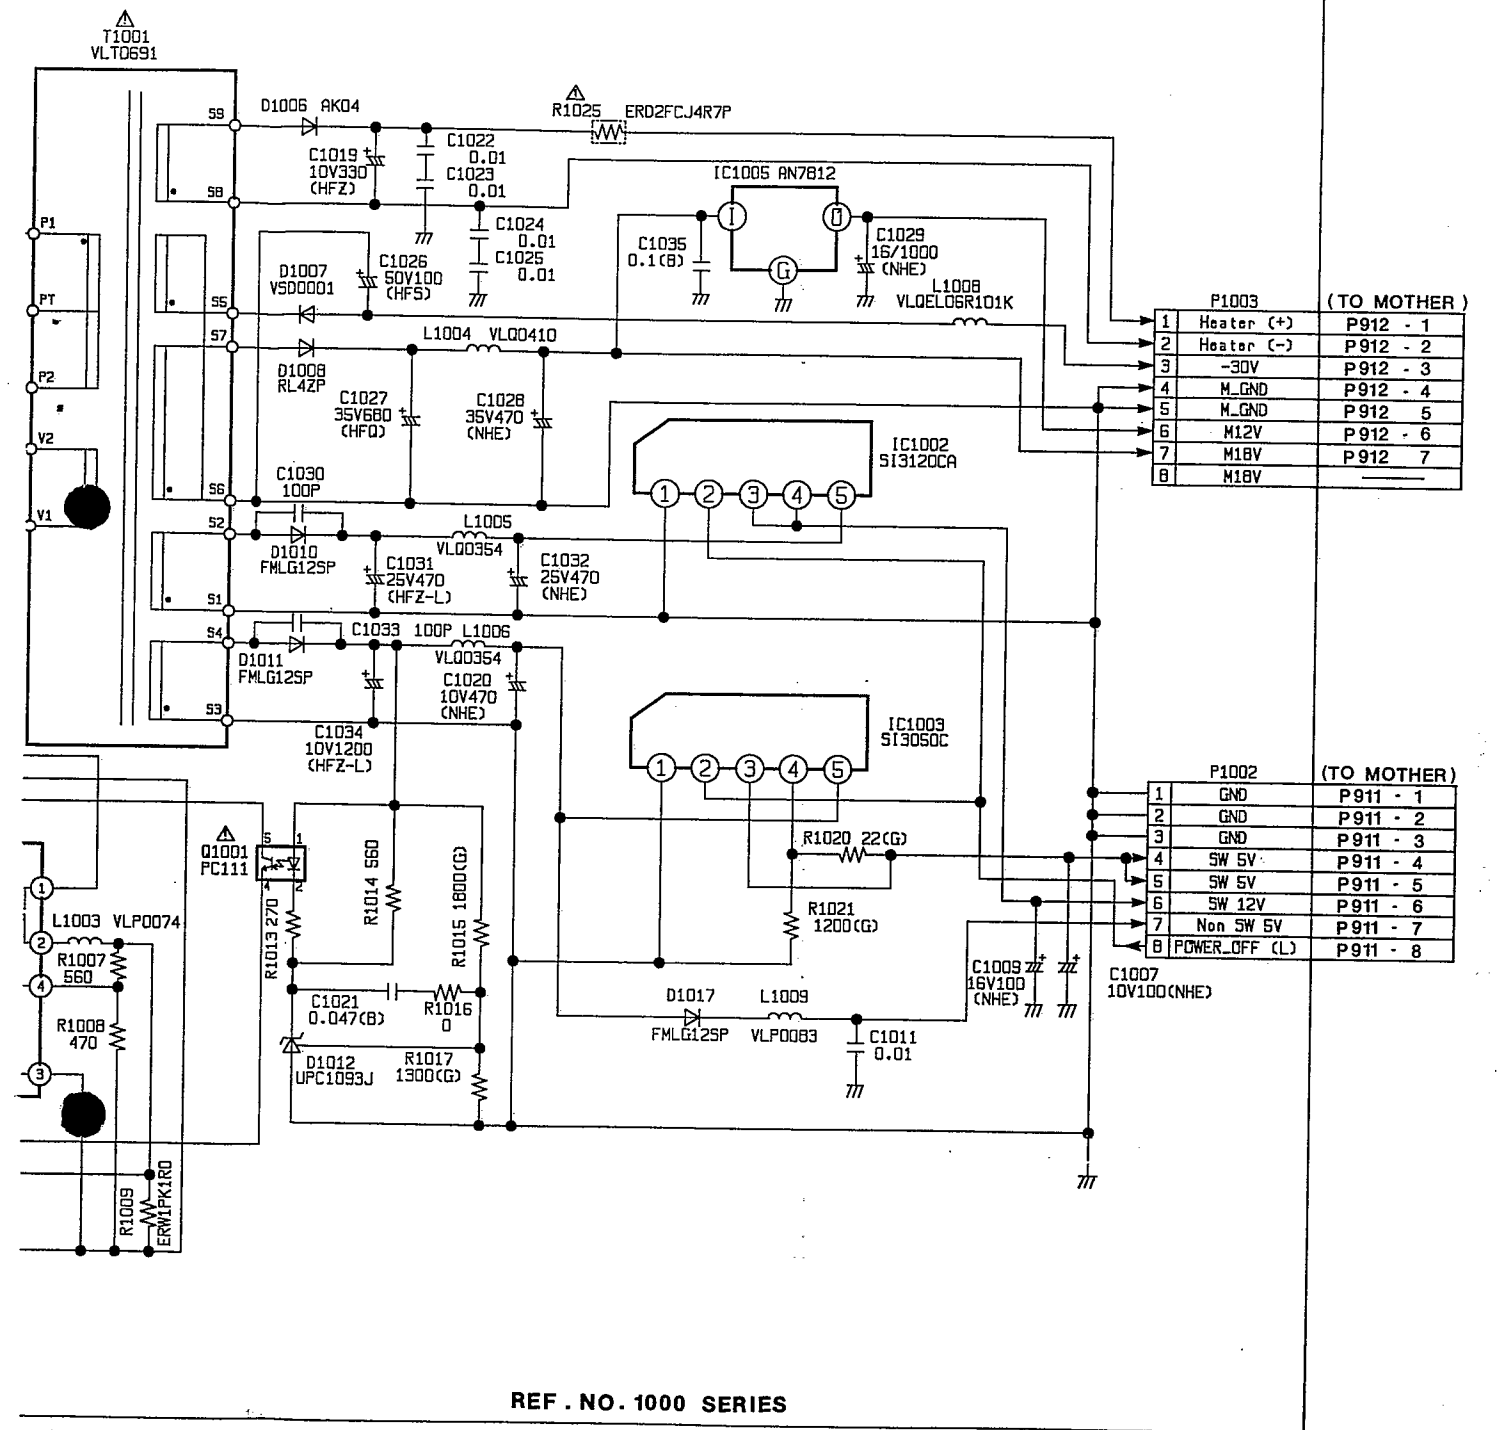 T1001
VLT0691
S9
D1006 AK04
R1025 ERD2FCJ4R7P
C1019
10V330
(HFZ)
C1022
0.01
C1023
0.01
S8
IC1005 AN7812
I
O
G
P1
C1024
0.01
C1025
0.01
C1035
0.1(B)
C1029
16/1000
(NHE)
D1007
VSD0001
C1026
50V100
(HFS)
L1008
VLQEL06R101K
PT
S5
S7
L1004 VLQ0410
P1003 (TO MOTHER)
1 Heater (+) P912 - 1
2 Heater (-) P912 - 2
3 -30V P912 - 3
4 M_GND P912 - 4
5 M_GND P912 5
6 M12V P912 - 6
7 M18V P912 7
8 M18V
P2
D1008
RL4ZP
C1027
35V680
(HFQ)
C1028
35V470
(NHE)
V2
IC1002
SI3120CA
1 2 3 4 5
C1030
100P
S6
V1
S2
D1010
FMLG12SP
L1005
VLQ0354
C1031
25V470
(HFZ-L)
C1032
25V470
(NHE)
S1
S4
C1033 100P
L1006
VLQ0354
D1011
FMLG12SP
C1020
10V470
(NHE)
S3
C1034
10V1200
(HFZ-L)
IC1003
SI3050C
1 2 3 4 5
P1002 (TO MOTHER)
1 GND P911 - 1
2 GND P911 - 2
3 GND P911 - 3
4 SW 5V P911 - 4
5 SW 5V P911 - 5
6 SW 12V P911 - 6
7 Non SW 5V P911 - 7
8 POWER_OFF (L) P911 - 8
Q1001
PC111
5 1
4 2
R1013 270
R1014 560
R1015 1800(G)
R1020 22(G)
R1021
1200(G)
1
L1003 VLP0074
2
R1007
560
4
R1008
470
3
C1021
0.047(B)
R1016
0
D1012
UPC1093J
R1017
1300(G)
D1017
FMLG12SP
L1009
VLP0083
C1011
0.01
C1009
16V100
(NHE)
C1007
10V100(NHE)
R1009
ERW1PK1R0
REF. NO. 1000 SERIES